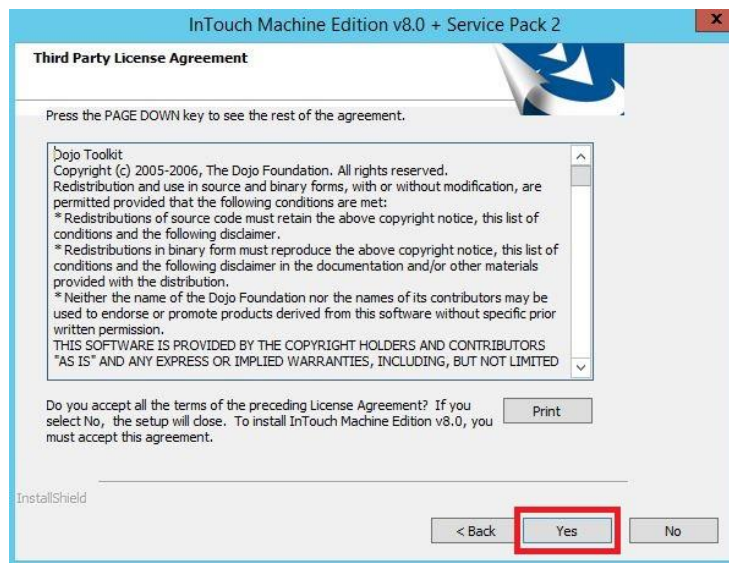 InTouch Machine Edition v8.0 + Service Pack 2
x
Third Party License Agreement
Press the PAGE DOWN key to see the rest of the agreement.
Dojo Toolkit
Copyright (c) 2005-2006, The Dojo Foundation. All rights reserved.
Redistribution and use in source and binary forms, with or without modification, are
permitted provided that the following conditions are met:
* Redistributions of source code must retain the above copyright notice, this list of
conditions and the following disclaimer.
* Redistributions in binary form must reproduce the above copyright notice, this list of
conditions and the following disclaimer in the documentation and/or other materials
provided with the distribution.
* Neither the name of the Dojo Foundation nor the names of its contributors may be
used to endorse or promote products derived from this software without specific prior
written permission.
THIS SOFTWARE IS PROVIDED BY THE COPYRIGHT HOLDERS AND CONTRIBUTORS
"AS IS" AND ANY EXPRESS OR IMPLIED WARRANTIES, INCLUDING, BUT NOT LIMITED
Do you accept all the terms of the preceding License Agreement? If you
select No, the setup will close. To install InTouch Machine Edition v8.0, you
must accept this agreement.
Print
InstallShield
< Back
Yes
No